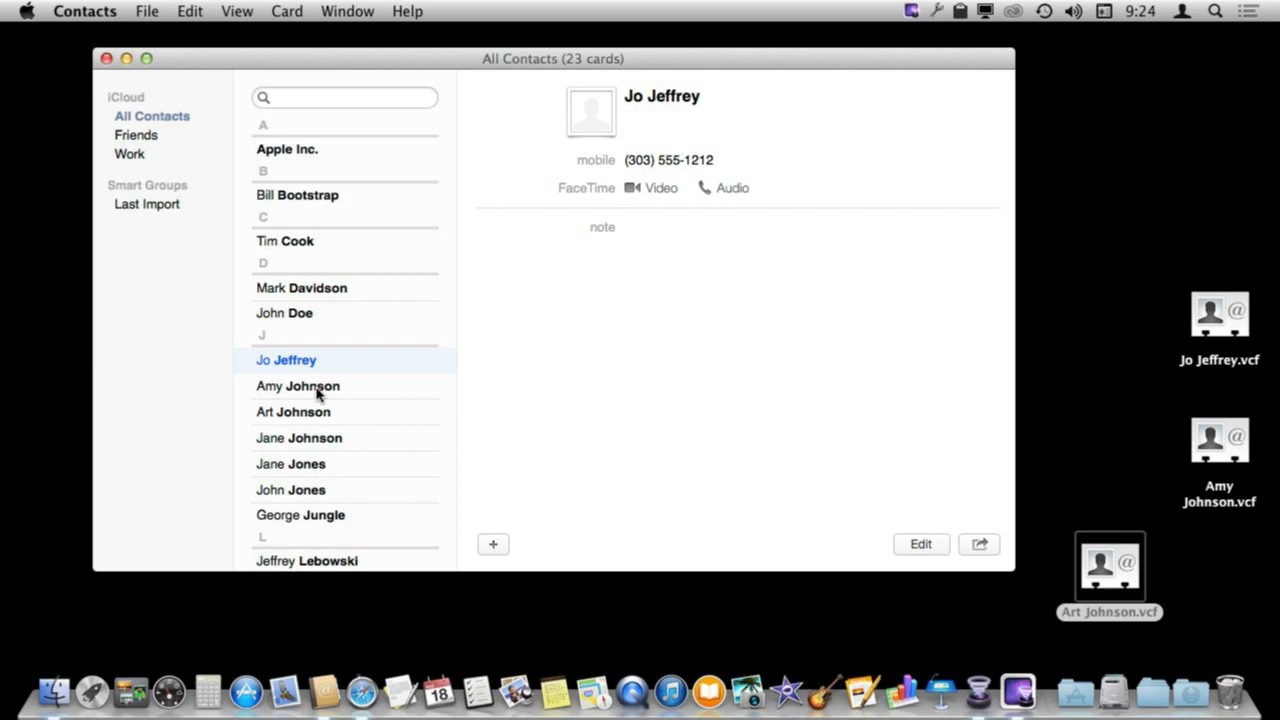 Contacts File Edit View Card Window Help 9:24
All Contacts (23 cards)
iCloud
All Contacts
Friends
Work
Smart Groups
Last Import
A
Apple Inc.
B
Bill Bootstrap
C
Tim Cook
D
Mark Davidson
John Doe
J
Jo Jeffrey
Amy Johnson
Art Johnson
Jane Johnson
Jane Jones
John Jones
George Jungle
L
Jeffrey Lebowski
Jo Jeffrey
mobile (303) 555-1212
FaceTime Video Audio
note
+ Edit
Jo Jeffrey.vcf
Amy
Johnson.vcf
Art Johnson.vcf
18